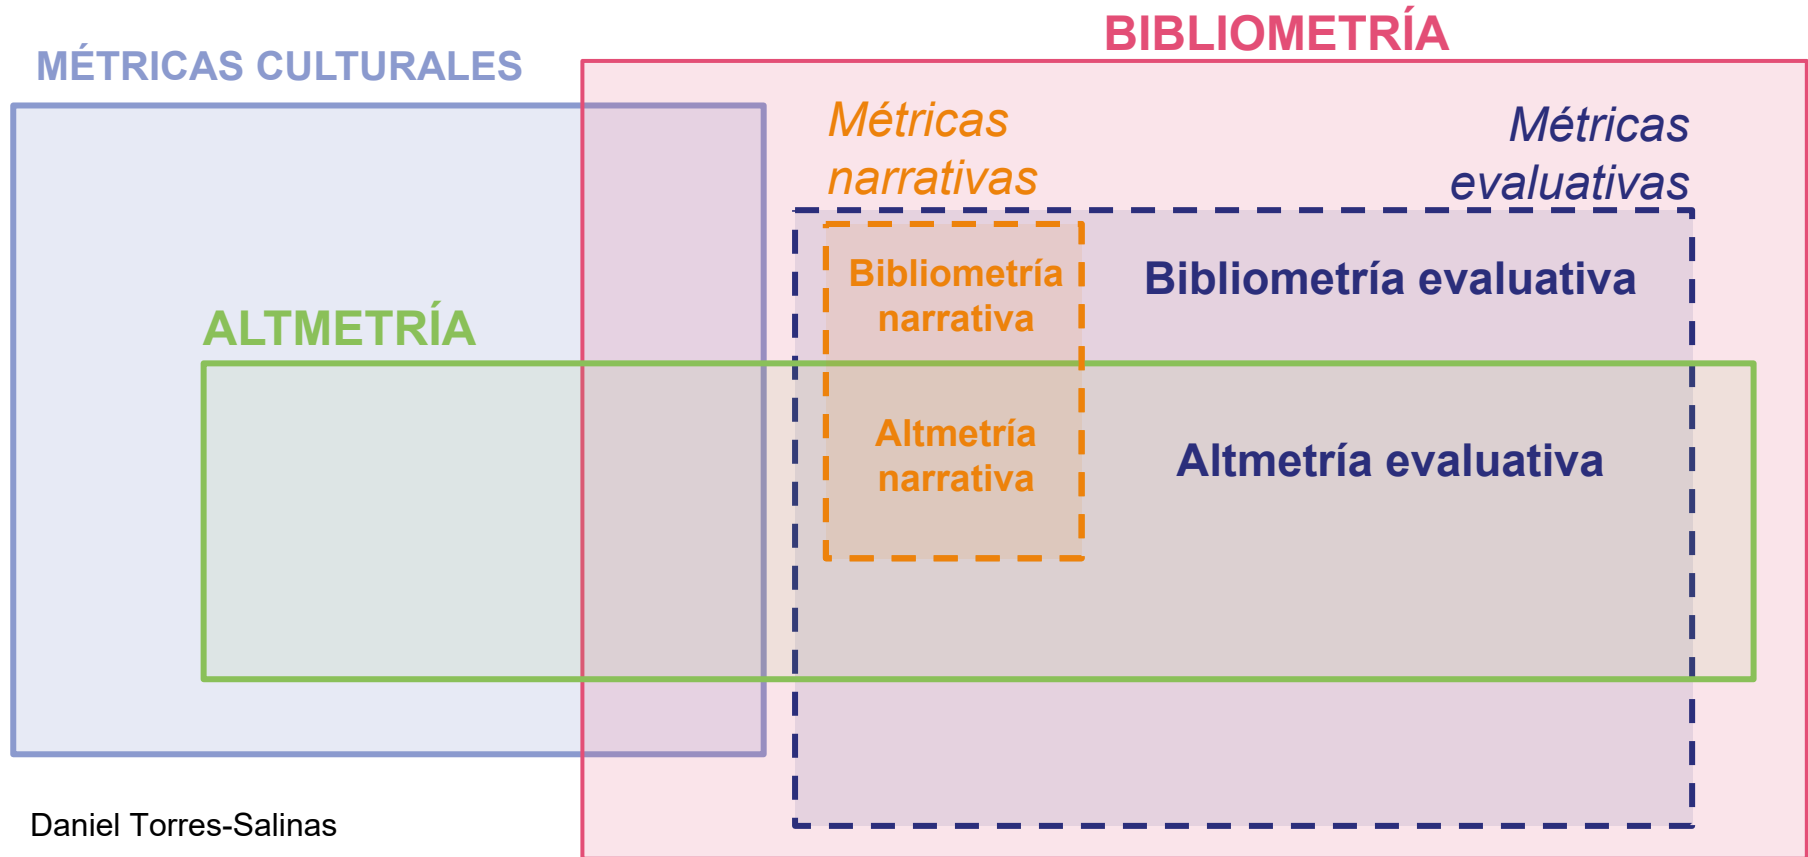 BIBLIOMETRÍA
MÉTRICAS CULTURALES
Métricas
narrativas
Métricas
evaluativas
Bibliometría
narrativa
Bibliometría evaluativa
ALTMETRÍA
Altmetría
narrativa
Altmetría evaluativa
Daniel Torres-Salinas